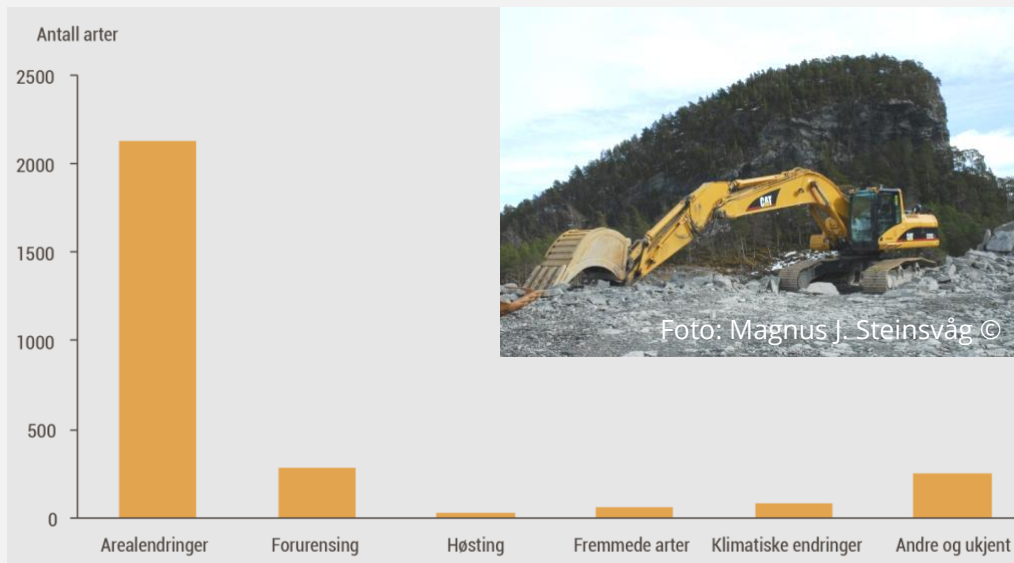 Antall arter
2500
2000
1500
1000
500
0
Arealendringer
Forurensing
Høsting
Fremmede arter
Klimatiske endringer
Andre og ukjent
CAT
Foto: Magnus J. Steinsvåg ©